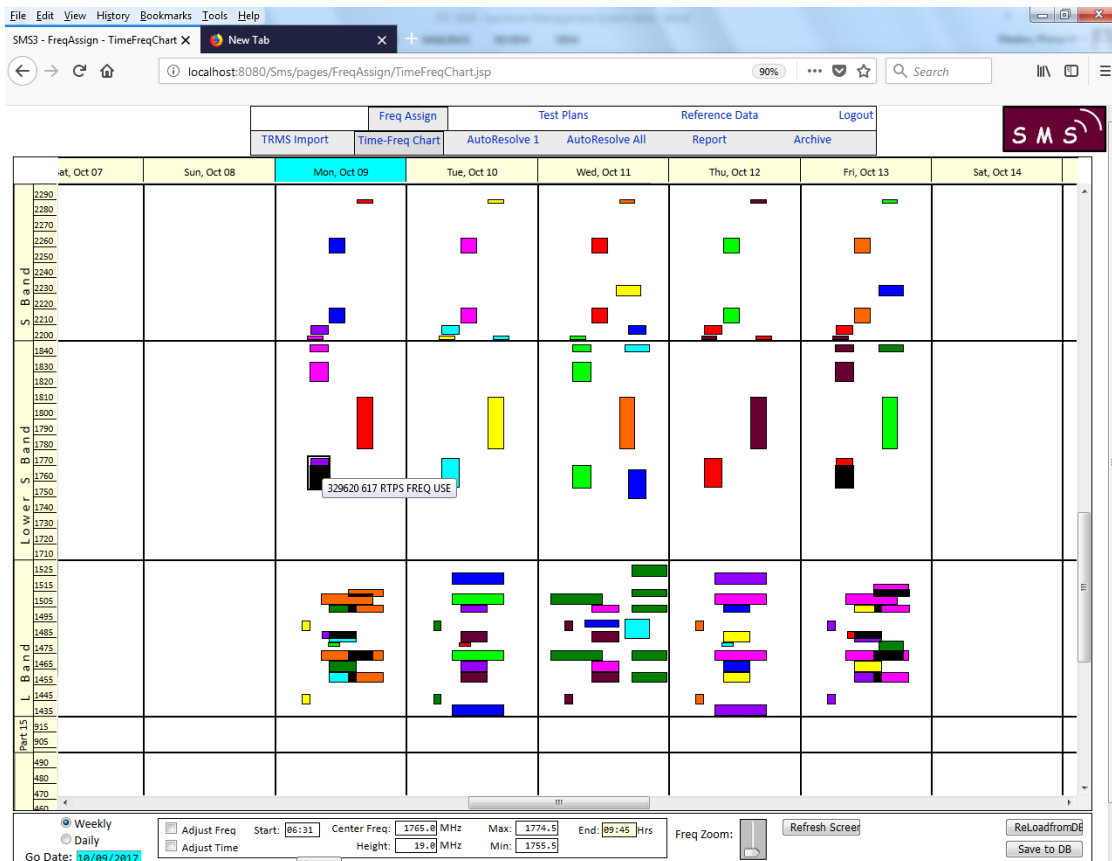 File Edit View History Bookmarks Tools Help
SMS3 - FreqAssign - TimeFreqChart
New Tab
localhost:8080/Sms/pages/FreqAssign/TimeFreqChart.jsp
90%
Search
Freq Assign Test Plans Reference Data Logout
TRMS Import Time-Freq Chart AutoResolve 1 AutoResolve All Report Archive
SMS
at, Oct 07 Sun, Oct 08 Mon, Oct 09 Tue, Oct 10 Wed, Oct 11 Thu, Oct 12 Fri, Oct 13 Sat, Oct 14
S Band
2290
2280
2270
2260
2250
2240
2230
2220
2210
2200
Lower S Band
1840
1830
1820
1810
1800
1790
1780
1770
1760
1750
1740
1730
1720
1710
329620 617 RTPS FREQ USE
L Band
1525
1515
1505
1495
1485
1475
1465
1455
1445
1435
Part 15
915
905
490
480
470
460
Weekly
Daily
Go Date: 10/09/2017
Adjust Freq
Adjust Time
Start: 06:31
Center Freq: 1765.0 MHz
Height: 19.0 MHz
Max: 1774.5
Min: 1755.5
End: 09:45 Hrs
Freq Zoom:
Refresh Screen
ReLoadfromDB
Save to DB